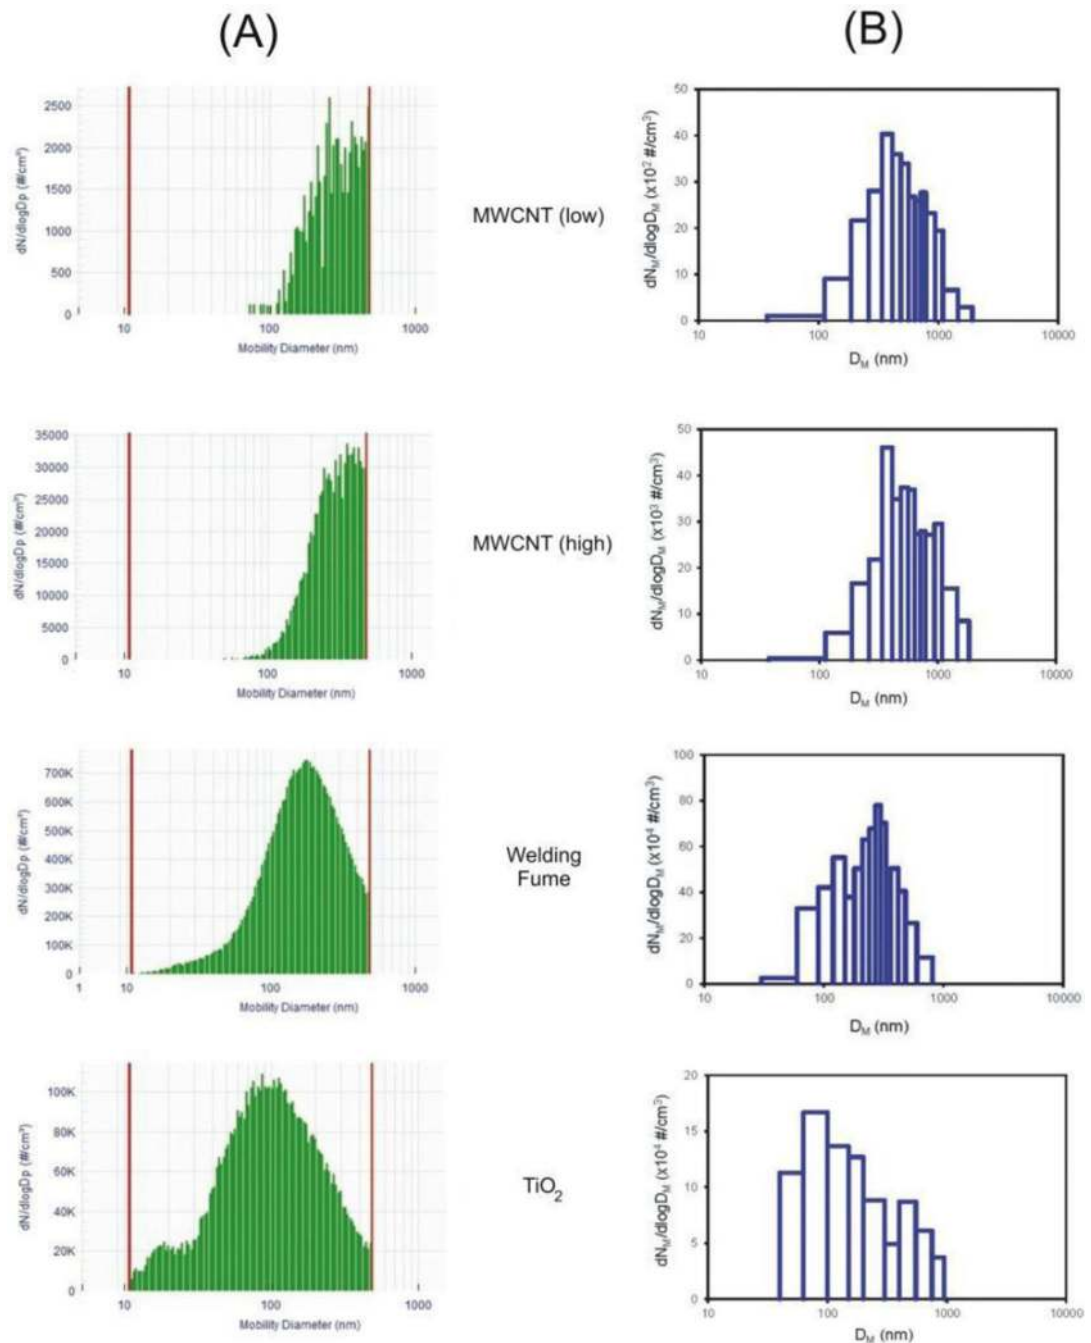 (A)
(B)
dN/dlogDp (#/cm³)
2500
2000
1500
1000
500
0
10
100
1000
Mobility Diameter (nm)
MWCNT (low)
dN_M/dlogD_M (x10² #/cm³)
50
40
30
20
10
0
10
100
1000
10000
D_M (nm)
dN/dlogDp (#/cm³)
35000
30000
25000
20000
15000
10000
5000
0
10
100
1000
Mobility Diameter (nm)
MWCNT (high)
dN_M/dlogD_M (x10³ #/cm³)
50
40
30
20
10
0
10
100
1000
10000
D_M (nm)
dN/dlogDp (#/cm³)
700K
600K
500K
400K
300K
200K
100K
0
1
10
100
1000
Mobility Diameter (nm)
Welding
Fume
dN_M/dlogD_M (x10⁴ #/cm³)
100
80
60
40
20
0
10
100
1000
10000
D_M (nm)
dN/dlogDp (#/cm³)
100K
80K
60K
40K
20K
0
10
100
1000
Mobility Diameter (nm)
TiO₂
dN_M/dlogD_M (x10⁴ #/cm³)
20
15
10
5
0
10
100
1000
10000
D_M (nm)